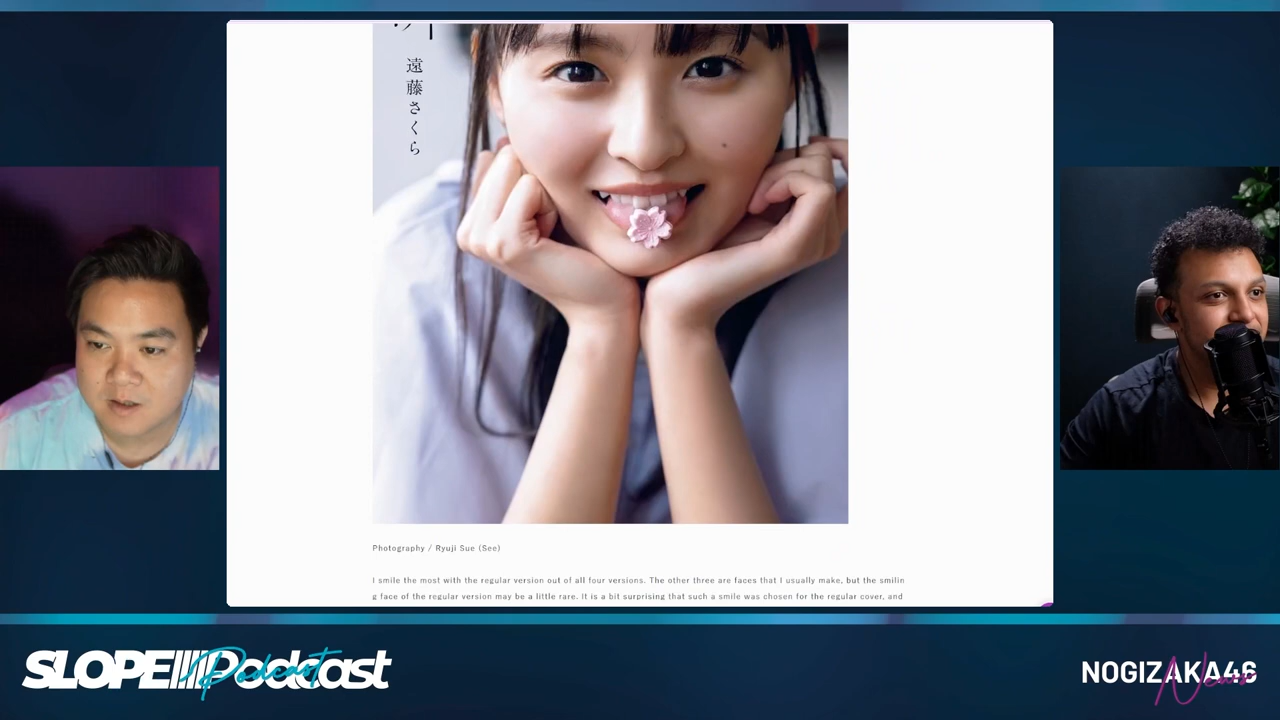 遠藤さくら
Photography / Ryuji Sue (See)
I smile the most with the regular version out of all four versions. The other three are faces that I usually make, but the smilin
g face of the regular version may be a little rare. It is a bit surprising that such a smile was chosen for the regular cover, and
SLOPE Podcast
Podcast
NOGIZAKA46
News